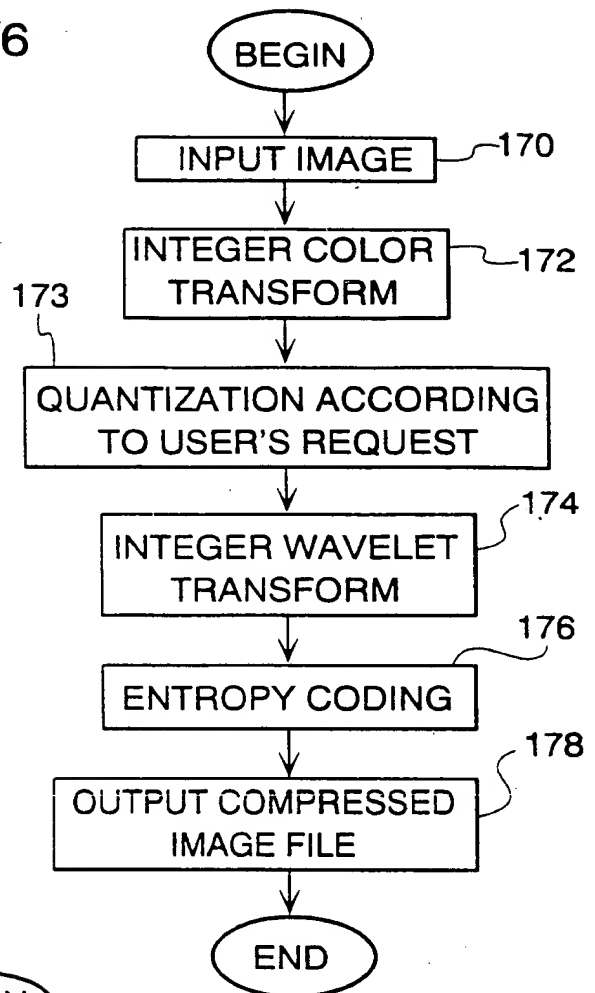 6
BEGIN
INPUT IMAGE
170
INTEGER COLOR
TRANSFORM
172
173
QUANTIZATION ACCORDING
TO USER'S REQUEST
174
INTEGER WAVELET
TRANSFORM
176
ENTROPY CODING
178
OUTPUT COMPRESSED
IMAGE FILE
END